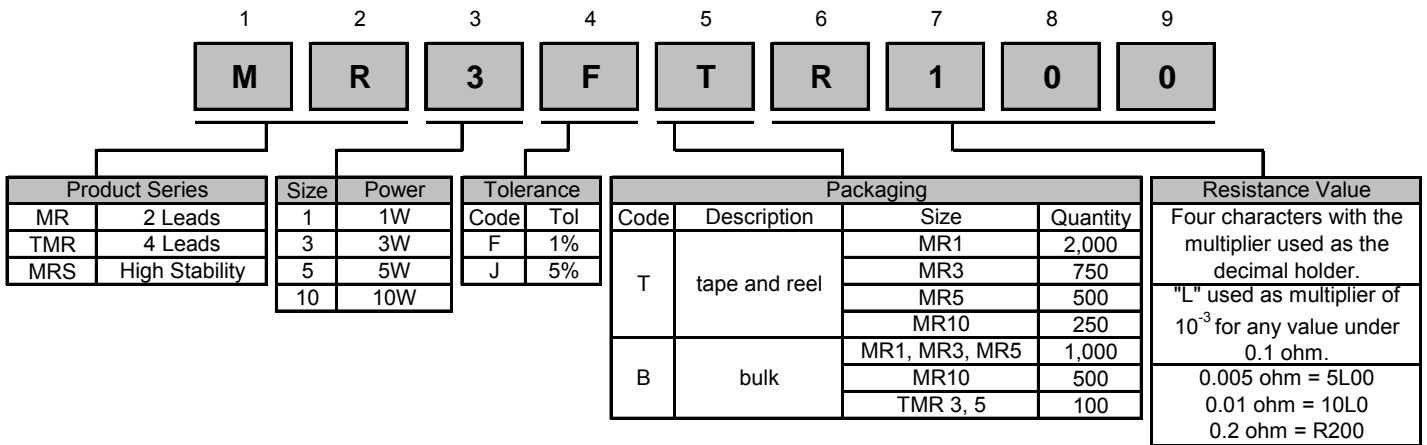 1 2 3 4 5 6 7 8 9
M R 3 F T R 1 0 0
Product Series
MR 2 Leads
TMR 4 Leads
MRS High Stability
Size Power
1 1W
3 3W
5 5W
10 10W
Tolerance
Code Tol
F 1%
J 5%
Packaging
Code Description Size Quantity
T tape and reel MR1 2,000
MR3 750
MR5 500
MR10 250
B bulk MR1, MR3, MR5 1,000
MR10 500
TMR 3, 5 100
Resistance Value
Four characters with the
multiplier used as the
decimal holder.
"L" used as multiplier of
10⁻³ for any value under
0.1 ohm.
0.005 ohm = 5L00
0.01 ohm = 10L0
0.2 ohm = R200